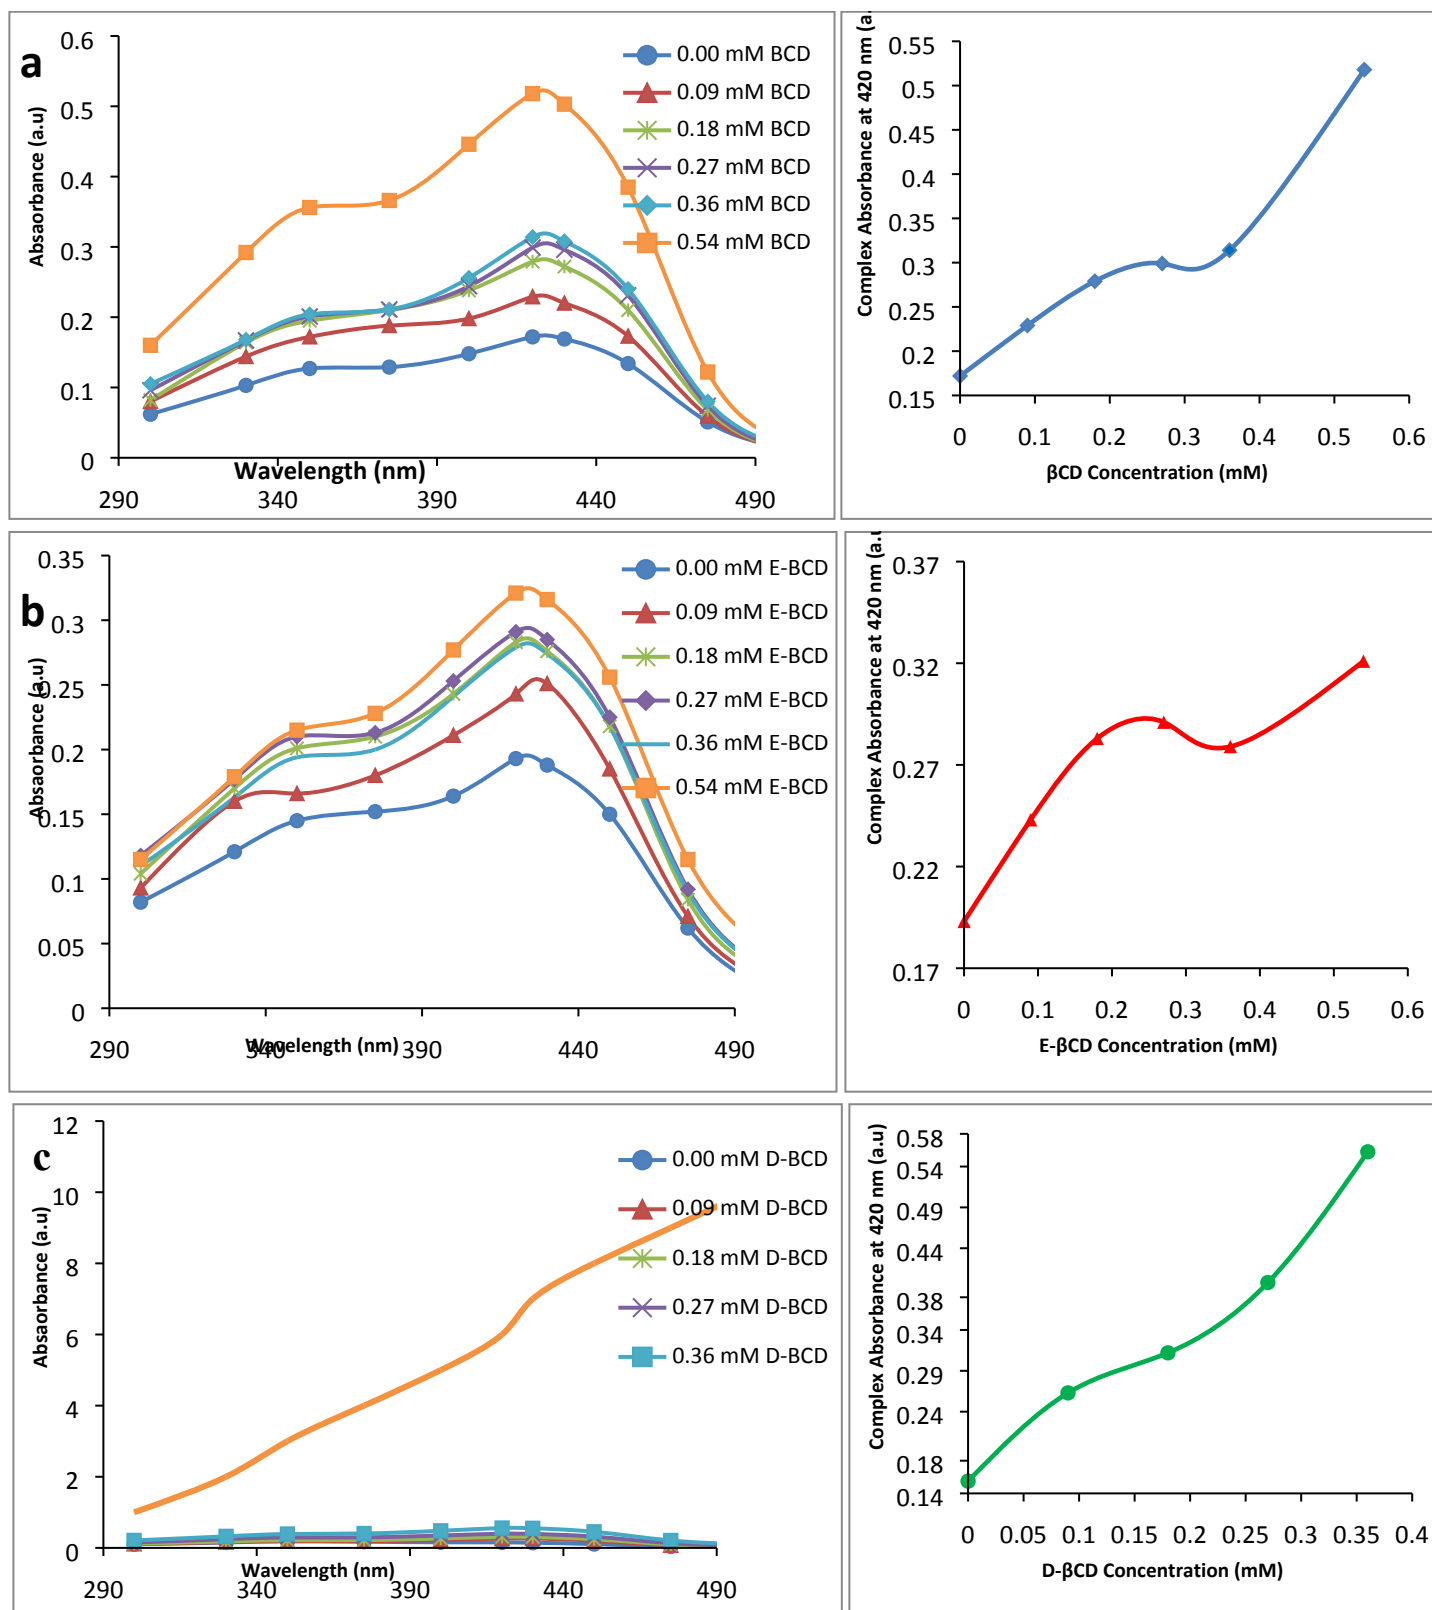 a
Absaorbance (a.u)
0.6
0.5
0.4
0.3
0.2
0.1
0
290
340
390
440
490
Wavelength (nm)
0.00 mM BCD
0.09 mM BCD
0.18 mM BCD
0.27 mM BCD
0.36 mM BCD
0.54 mM BCD
Complex Absorbance at 420 nm (a.
0.55
0.5
0.45
0.4
0.35
0.3
0.25
0.2
0.15
0
0.1
0.2
0.3
0.4
0.5
0.6
βCD Concentration (mM)
b
Absaorbance (a.u)
0.35
0.3
0.25
0.2
0.15
0.1
0.05
0
290
340
390
440
490
Wavelength (nm)
0.00 mM E-BCD
0.09 mM E-BCD
0.18 mM E-BCD
0.27 mM E-BCD
0.36 mM E-BCD
0.54 mM E-BCD
Complex Absorbance at 420 nm (a.u
0.37
0.32
0.27
0.22
0.17
0
0.1
0.2
0.3
0.4
0.5
0.6
E-βCD Concentration (mM)
c
Absaorbance (a.u)
12
10
8
6
4
2
0
290
340
390
440
490
Wavelength (nm)
0.00 mM D-BCD
0.09 mM D-BCD
0.18 mM D-BCD
0.27 mM D-BCD
0.36 mM D-BCD
Complex Absorbance at 420 nm (a.u)
0.58
0.54
0.49
0.44
0.38
0.34
0.29
0.24
0.18
0.14
0
0.05
0.1
0.15
0.2
0.25
0.3
0.35
0.4
D-βCD Concentration (mM)